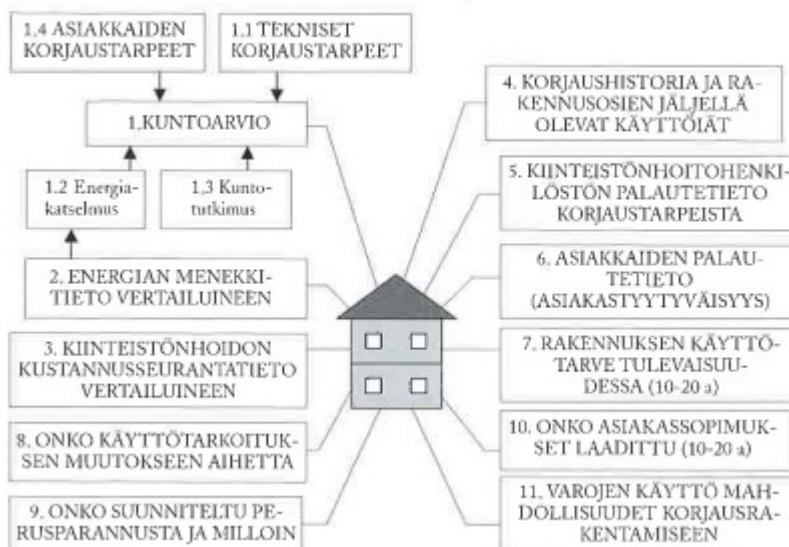 1,4 ASIAKKAIDEN
KORJAUSTARPEET
1,1 TEKNISET
KORJAUSTARPEET
1,KUNTOARVIO
1.2 Energia-
katselmus
1,3 Kunto-
tutkimus
2. ENERGIAN MENEKKI-
TIETO VERTAILUINEEN
3. KIINTEISTÖNHOIDON
KUSTANNUSSEURANTATIETO
VERTAILUINEEN
8. ONKO KÄYTTÖTARKOITUK-
SEN MUUTOKSEEN AIHETTA
9. ONKO SUUNNITELTU PE-
RUSPARANNUSTA JA MILLOIN
4. KORJAUSHISTORIA JA RA-
KENNUSOSIEN JÄLJELLÄ
OLEVAT KÄYTTÖIÄT
5. KIINTEISTÖNHOITOHENKI-
LÖSTÖN PALAUTETIETO
KORJAUSTARPEISTA
6. ASIAKKAIDEN PALAU-
TETIETO
(ASIAKASTYYTYVÄISYYS)
7. RAKENNUKSEN KÄYTTÖ-
TARVE TULEVAISUU-
DESSA (10-20 a)
10. ONKO ASIAKASSOPIMUK-
SET LAADITTU (10-20 a)
11. VAROJEN KÄYTTÖ MAH-
DOLLISUUDET KORJAUSRA-
KENTAMISEEN